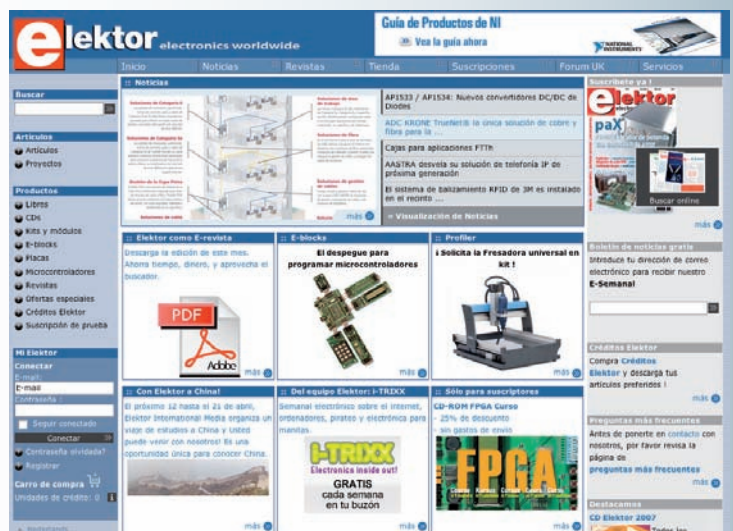 elektor electronics worldwide
Guía de Productos de NI
Vea la guía ahora
NATIONAL INSTRUMENTS
Inicio Noticias Revistas Tienda Suscripciones Forum UK Servicios
Buscar
Artículos
Artículos
Proyectos
Productos
Libros
CDs
Kits y módulos
E-blocks
Placas
Microcontroladores
Revistas
Ofertas especiales
Créditos Elektor
Suscripción de prueba
Mi Elektor
Conectar
E-mail:
E-mail
Contraseña :
Seguir conectado
Conectar
Contraseña olvidada?
Registrar
Carro de compra
Unidades de crédito: 0
Nederlands
:: Noticias
más
AP1533 / AP1534: Nuevos convertidores DC/DC de
Diodes
ADC KRONE TrueNet® la única solución de cobre y
fibra para la ...
Cajas para aplicaciones FTTh
AASTRA desvela su solución de telefonía IP de
próxima generación
El sistema de balizamiento RFID de 3M es instalado
en el recinto ...
» Visualización de Noticias
:: Elektor como E-revista
Descarga la edición de este mes.
Ahorra tiempo, dinero, y aprovecha el
buscador.
PDF
Adobe
más
:: E-blocks
El despegue para
programar microcontroladores
más
:: Profiler
¡ Solicita la Fresadora universal en
kit !
más
:: Con Elektor a China!
El próximo 12 hasta el 21 de abril,
Elektor International Media organiza un
viaje de estudios a China y Usted
puede venir con nosotros! Es una
oportunidad única para conocer China.
más
:: Del equipo Elektor: i-TRIXX
Semanal electrónico sobre el internet,
ordenadores, piratéo y electrónica para
manitas.
i-TRIXX
Electronics inside out!
GRATIS
cada semana
en tu buzón
más
:: Sólo para suscriptores
CD-ROM FPGA Curso
- 25% de descuento
- sin gastos de envío
FPGA
más
Suscríbete ya !
elektor
Buscar online
más
Boletín de noticias gratis
Introduce tu dirección de correo
electrónico para recibir nuestro
E-Semanal
Créditos Elektor
Compra Créditos
Elektor y descarga tus
artículos preferidos !
más
Preguntas más frecuentes
Antes de ponerte en contacto con
nosotros, por favor revisa la
página de
preguntas más frecuentes
más
Destacamos
CD Elektor 2007
Todos los